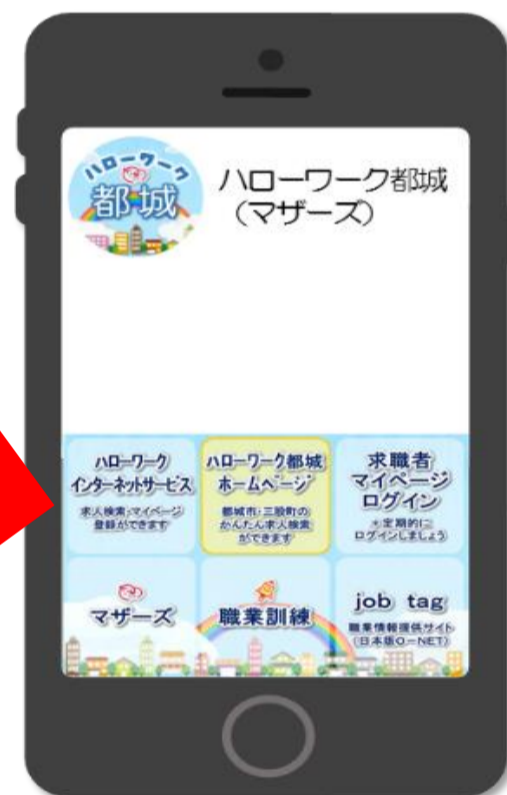 ハローワーク
都城
ハローワーク都城
（マザーズ）
ハローワーク
インターネットサービス
求人検索・マイページ
登録ができます
ハローワーク都城
ホームページ
都城市・三股町の
かんたん求人検索
ができます
求職者
マイページ
ログイン
＊定期的に
ログインしましょう
マザーズ
職業訓練
job tag
職業情報提供サイト
（日本版O-NET）